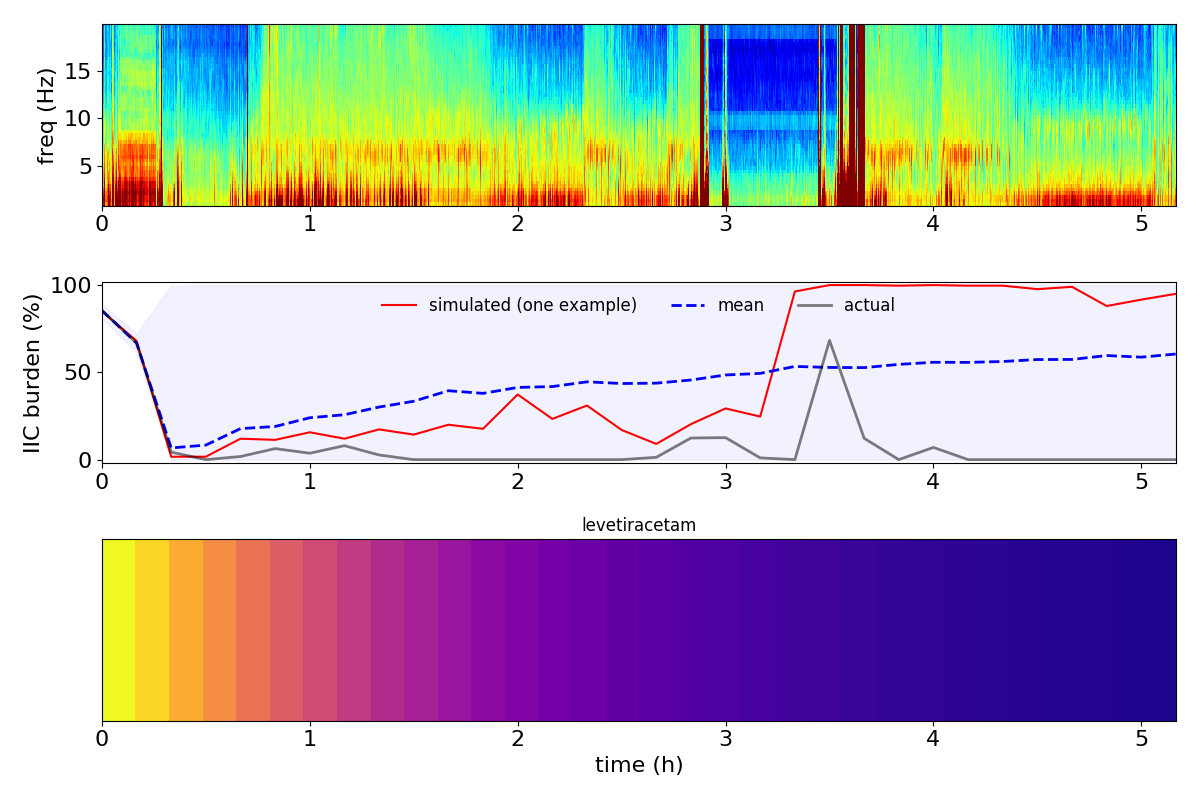 freq (Hz)
15
10
5
0 1 2 3 4 5
IIC burden (%)
100
50
0
simulated (one example) mean actual
0 1 2 3 4 5
levetiracetam
0 1 2 3 4 5
time (h)